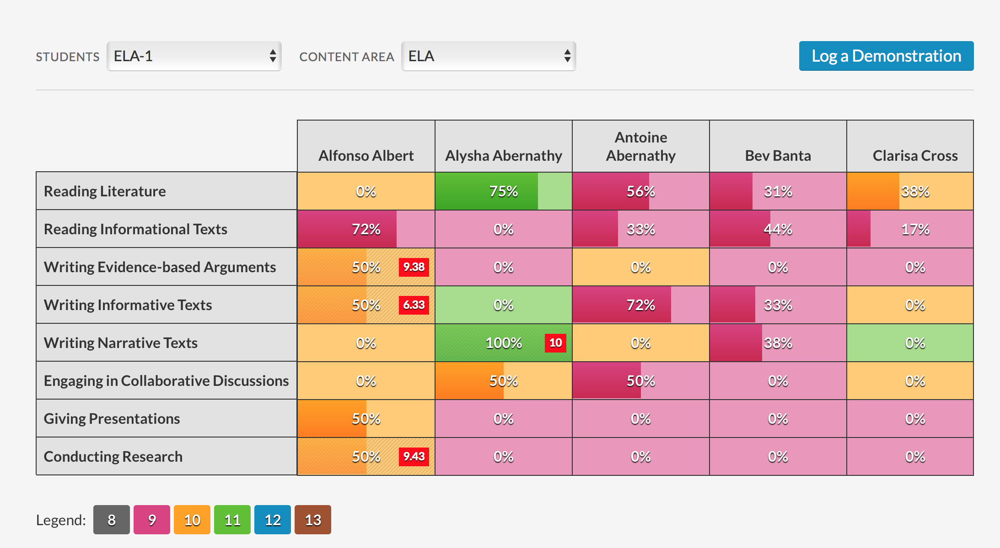 STUDENTS ELA-1 CONTENT AREA ELA Log a Demonstration
Antoine
Alfonso Albert Alysha Abernathy Abernathy Bev Banta Clarisa Cross
Reading Literature 0% 75% 56% 31% 38%
Reading Informational Texts 72% 0% 33% 44% 17%
Writing Evidence-based Arguments 50% 9.38 0% 0% 0% 0%
Writing Informative Texts 50% 6.33 0% 72% 33% 0%
Writing Narrative Texts 0% 100% 10 0% 38% 0%
Engaging in Collaborative Discussions 0% 50% 50% 0% 0%
Giving Presentations 50% 0% 0% 0% 0%
Conducting Research 50% 9.43 0% 0% 0% 0%
Legend: 8 9 10 11 12 13